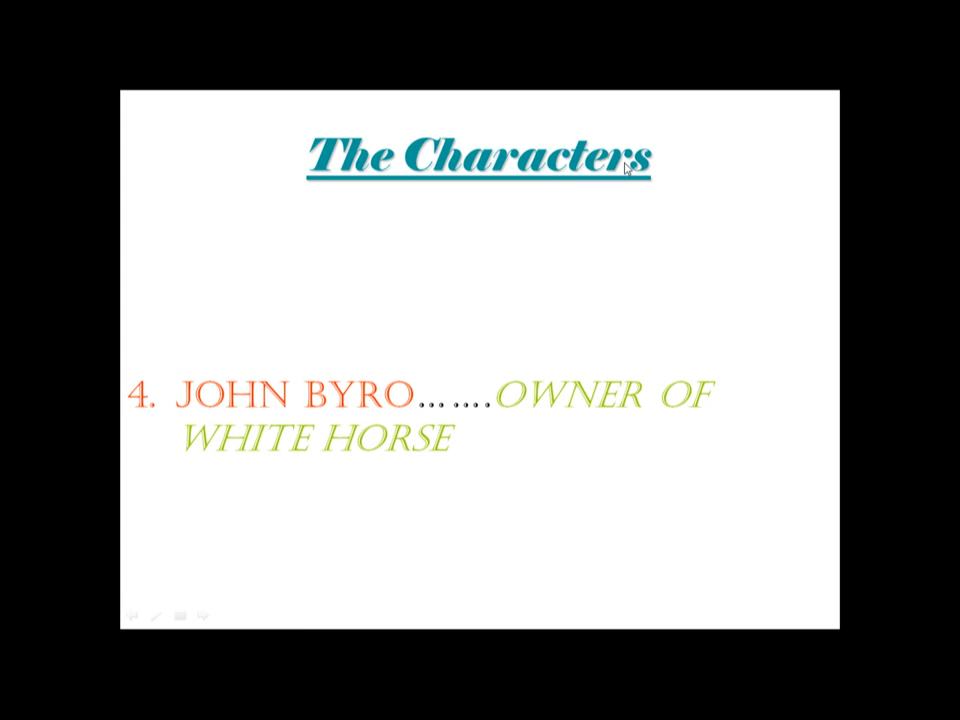 The Characters
4. JOHN BYRO… ….OWNER OF
WHITE HORSE